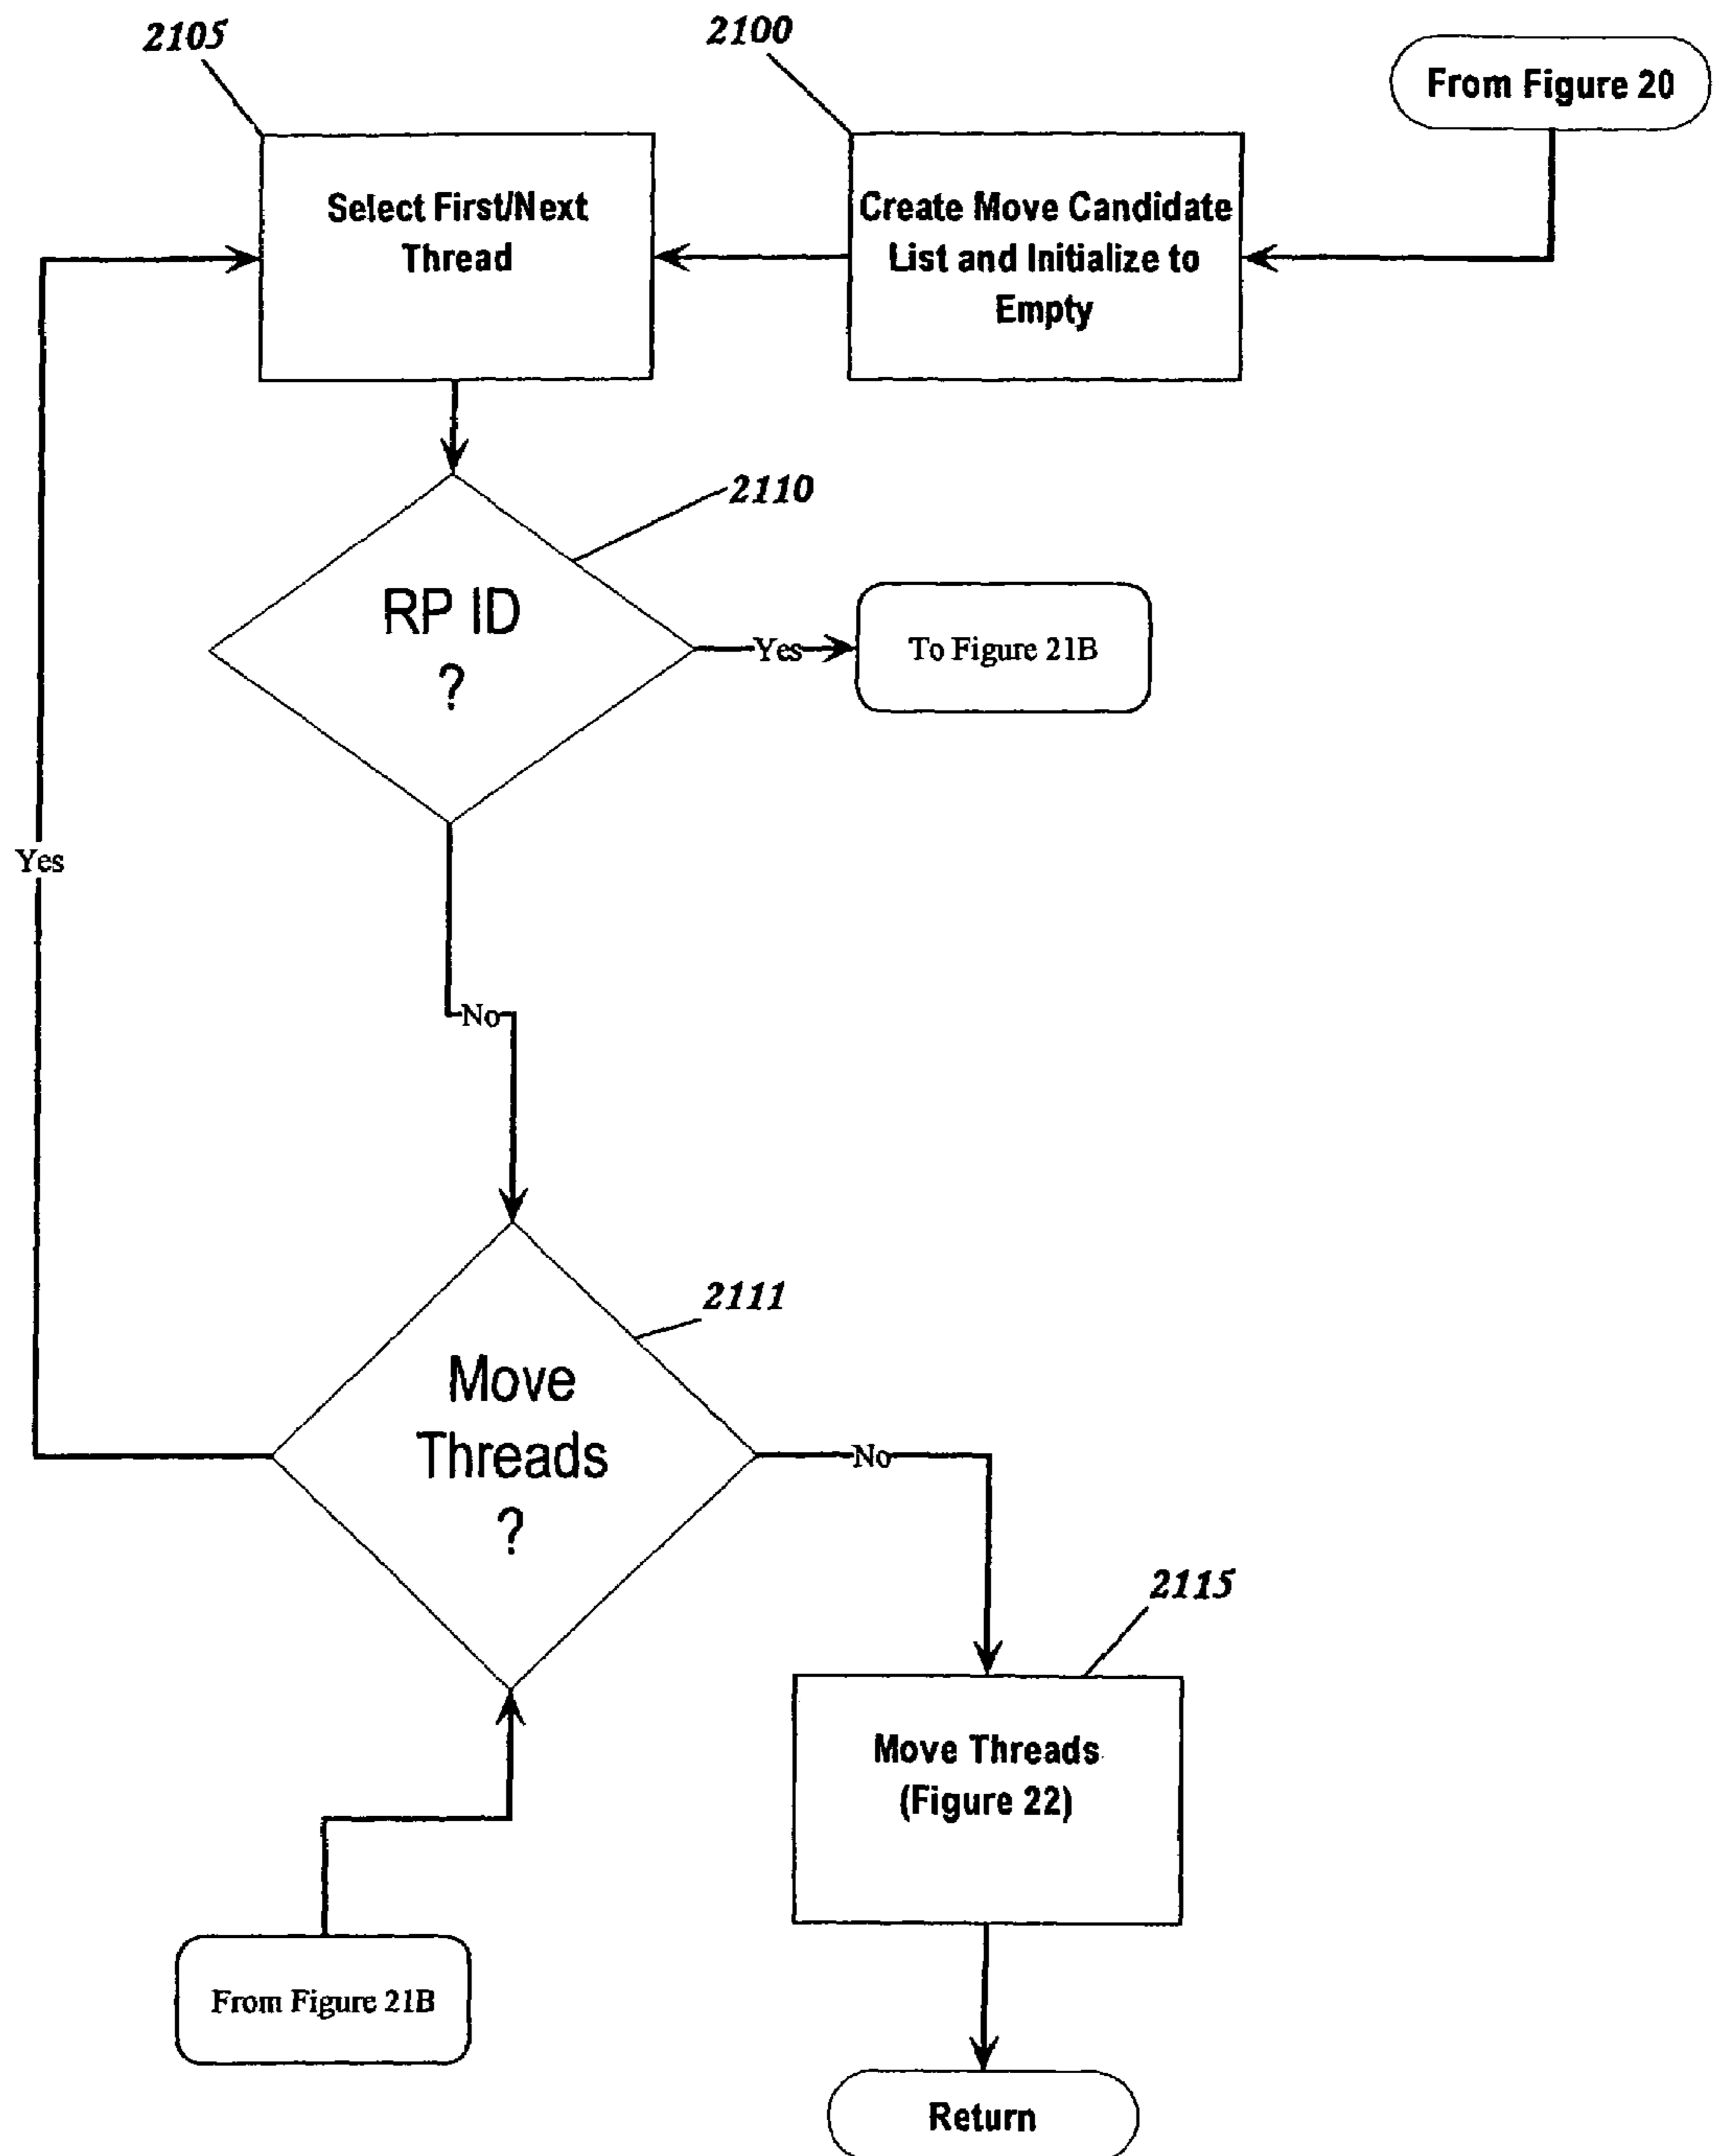 2105
2100
From Figure 20
Select First/Next
Thread
Create Move Candidate
List and Initialize to
Empty
2110
RP ID
?
Yes
To Figure 21B
Yes
No
2111
Move
Threads
?
No
2115
Move Threads
(Figure 22)
From Figure 21B
Return